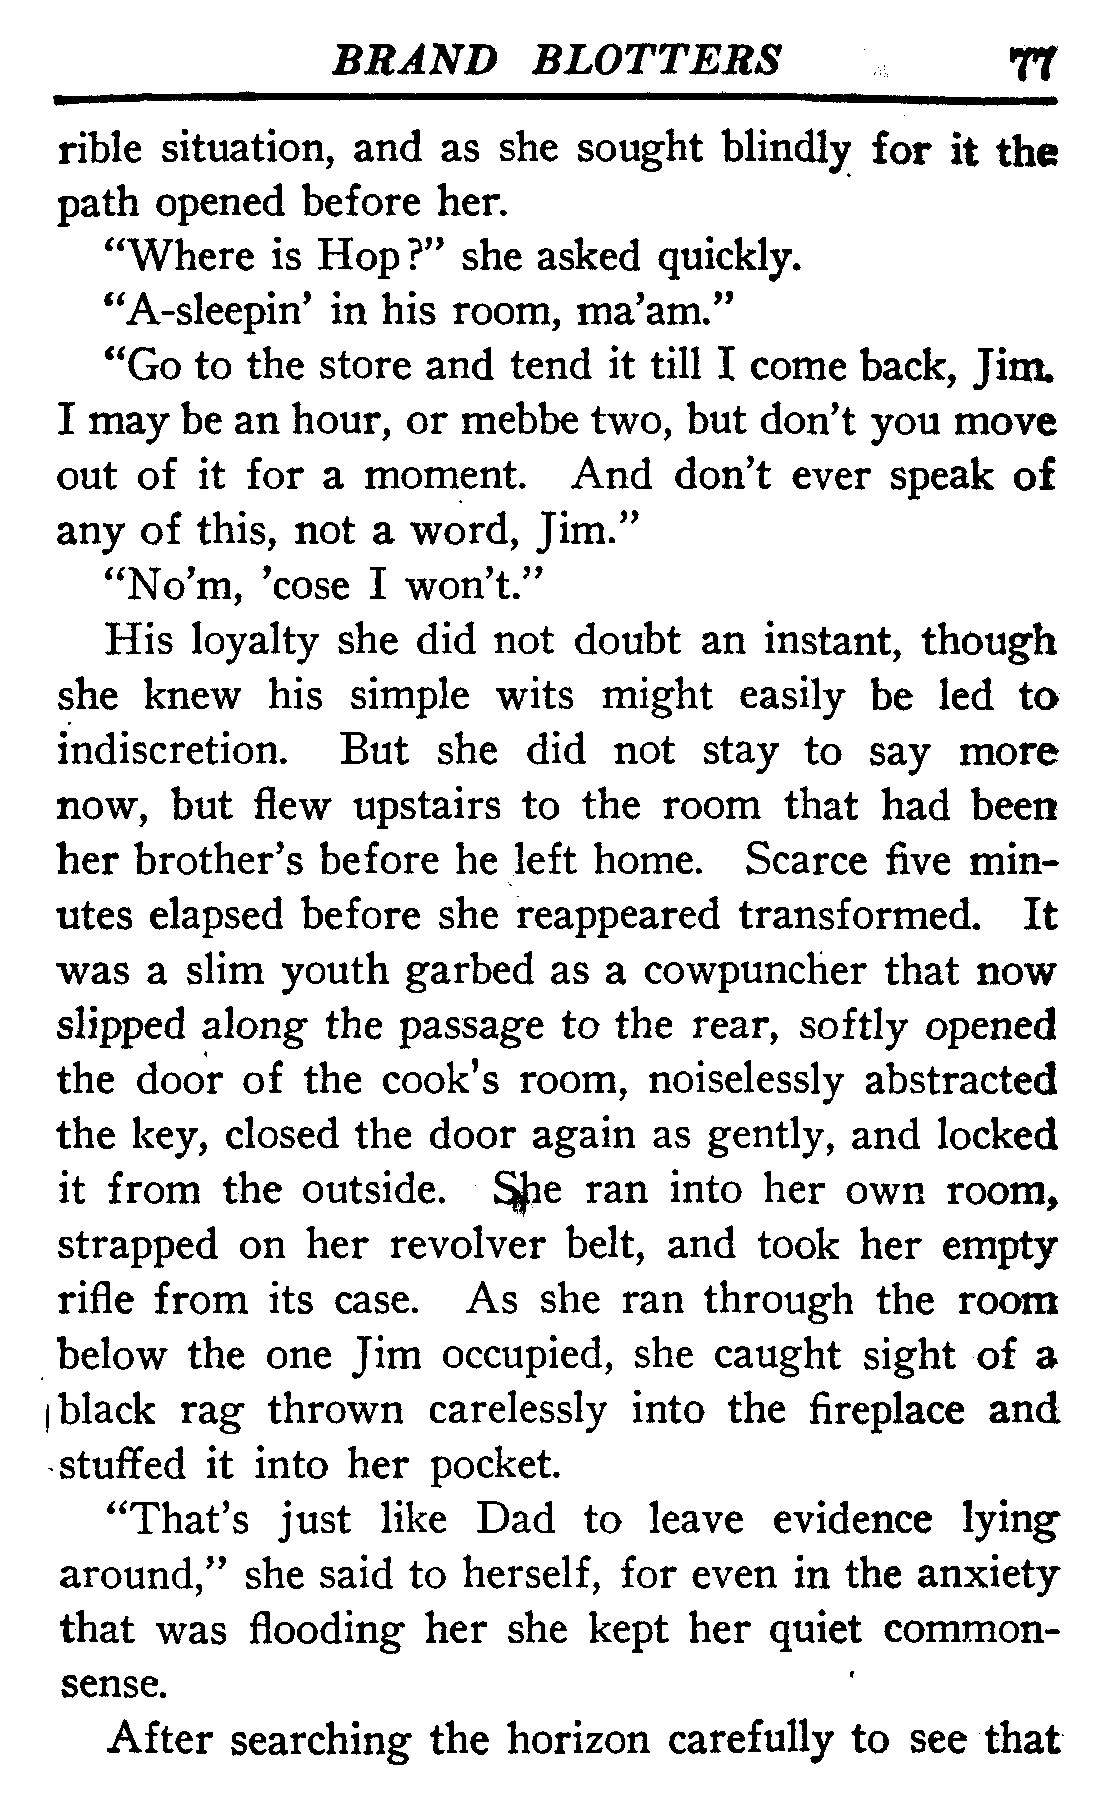 BRAND BLOTTERS 77
rible situation, and as she sought blindly for it the
path opened before her.
“Where is Hop?” she asked quickly.
“A-sleepin’ in his room, ma’am.”
“Go to the store and tend it till I come back, Jim.
I may be an hour, or mebbe two, but don’t you move
out of it for a moment. And don’t ever speak of
any of this, not a word, Jim.”
“No’m, ’cose I won’t.”
His loyalty she did not doubt an instant, though
she knew his simple wits might easily be led to
indiscretion. But she did not stay to say more
now, but flew upstairs to the room that had been
her brother’s before he left home. Scarce five min-
utes elapsed before she reappeared transformed. It
was a slim youth garbed as a cowpuncher that now
slipped along the passage to the rear, softly opened
the door of the cook’s room, noiselessly abstracted
the key, closed the door again as gently, and locked
it from the outside. She ran into her own room,
strapped on her revolver belt, and took her empty
rifle from its case. As she ran through the room
below the one Jim occupied, she caught sight of a
black rag thrown carelessly into the fireplace and
stuffed it into her pocket.
“That’s just like Dad to leave evidence lying
around,” she said to herself, for even in the anxiety
that was flooding her she kept her quiet common-
sense.
After searching the horizon carefully to see that